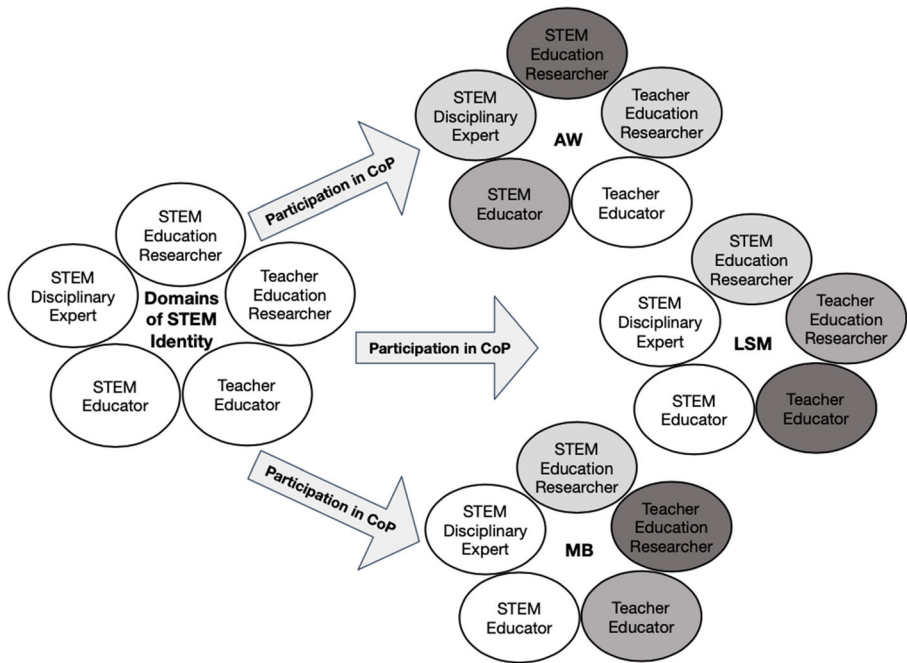 STEM
Education
Researcher
STEM
Disciplinary
Expert
Teacher
Education
Researcher
AW
STEM
Educator
Teacher
Educator
Participation in CoP
STEM
Education
Researcher
STEM
Disciplinary
Expert
Domains
of STEM
Identity
Teacher
Education
Researcher
STEM
Educator
Teacher
Educator
Participation in CoP
STEM
Education
Researcher
STEM
Disciplinary
Expert
Teacher
Education
Researcher
LSM
STEM
Educator
Teacher
Educator
Participation in CoP
STEM
Education
Researcher
STEM
Disciplinary
Expert
Teacher
Education
Researcher
MB
STEM
Educator
Teacher
Educator